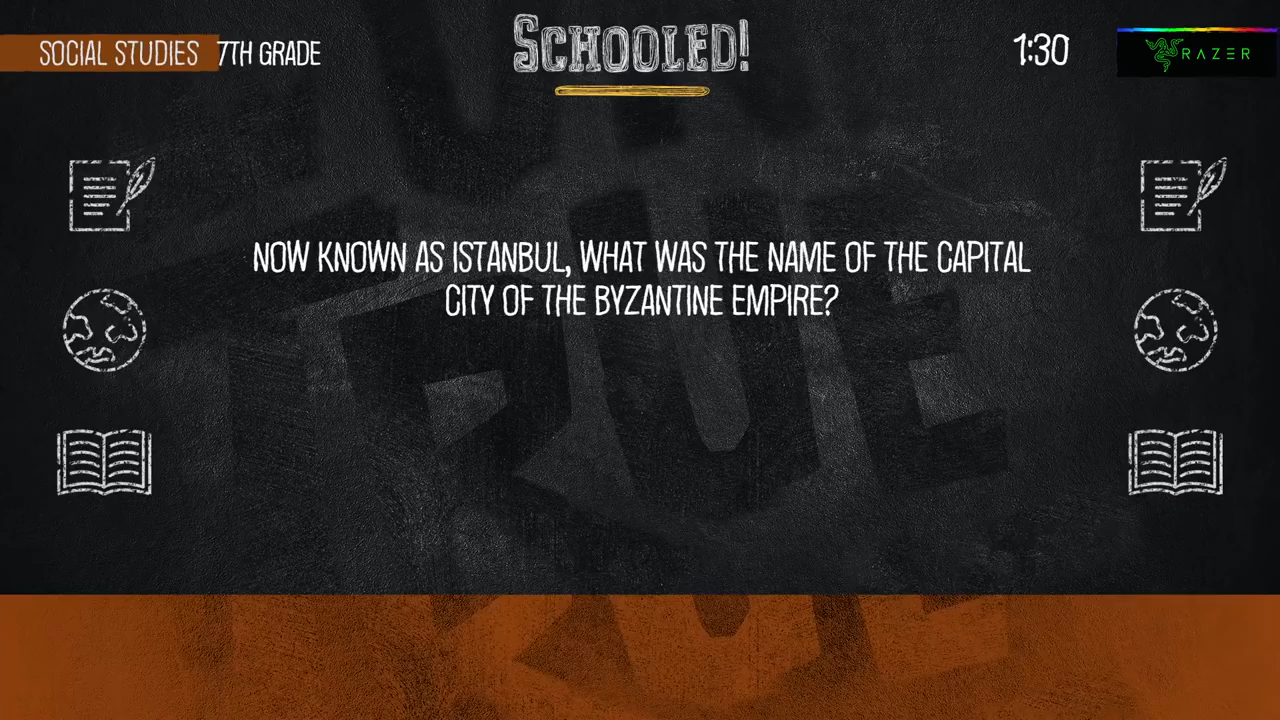 SOCIAL STUDIES 7TH GRADE
SCHOOLED!
1:30
RAZER
NOW KNOWN AS ISTANBUL, WHAT WAS THE NAME OF THE CAPITAL
CITY OF THE BYZANTINE EMPIRE?
TRUE